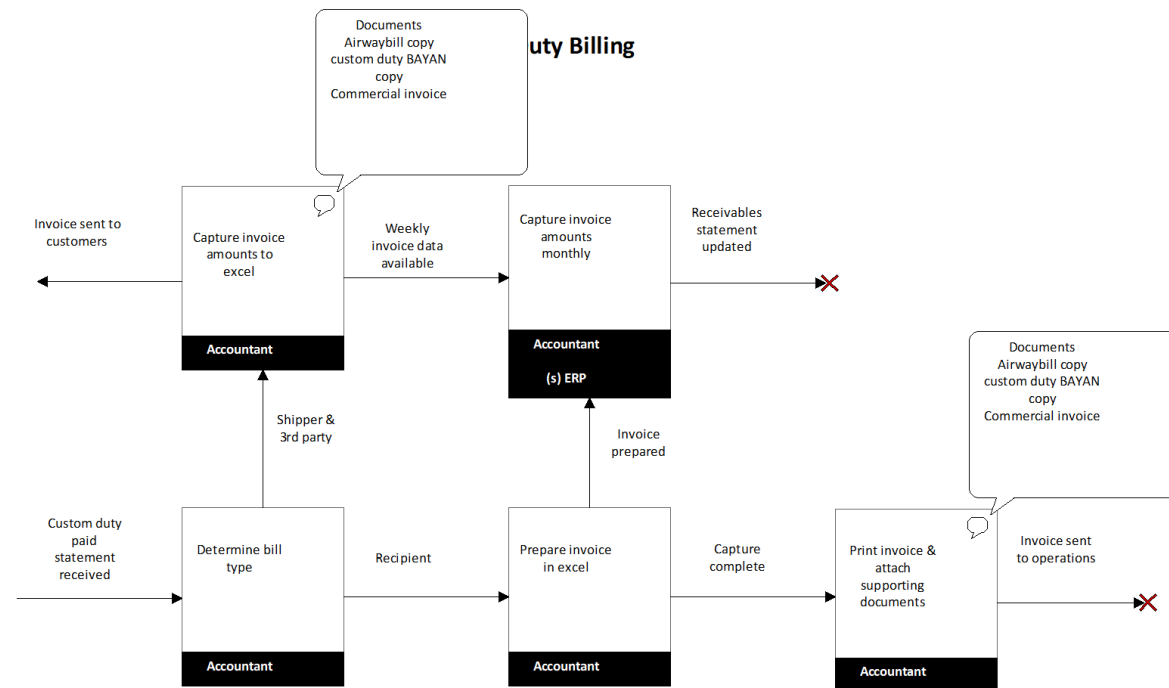 Documents
Airwaybill copy
custom duty BAYAN
copy
Commercial invoice
uty Billing
Invoice sent to
customers
Capture invoice
amounts to
excel
Accountant
Weekly
invoice data
available
Capture invoice
amounts
monthly
Accountant
(s) ERP
Receivables
statement
updated
Documents
Airwaybill copy
custom duty BAYAN
copy
Commercial invoice
Shipper &
3rd party
Invoice
prepared
Custom duty
paid
statement
received
Determine bill
type
Accountant
Recipient
Prepare invoice
in excel
Accountant
Capture
complete
Print invoice &
attach
supporting
documents
Accountant
Invoice sent
to operations